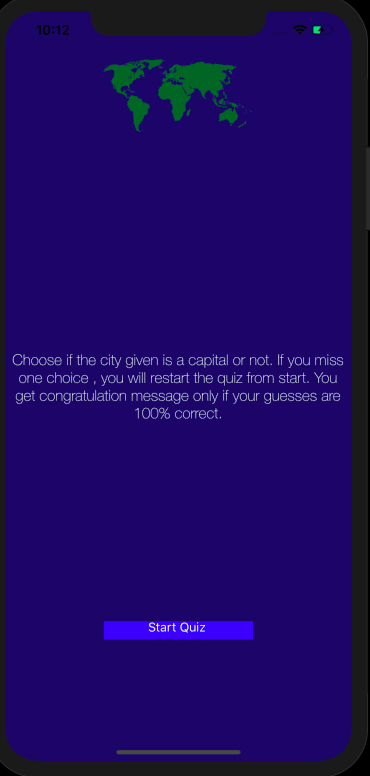 10:12
Choose if the city given is a capital or not. If you miss
one choice , you will restart the quiz from start. You
get congratulation message only if your guesses are
100% correct.
Start Quiz